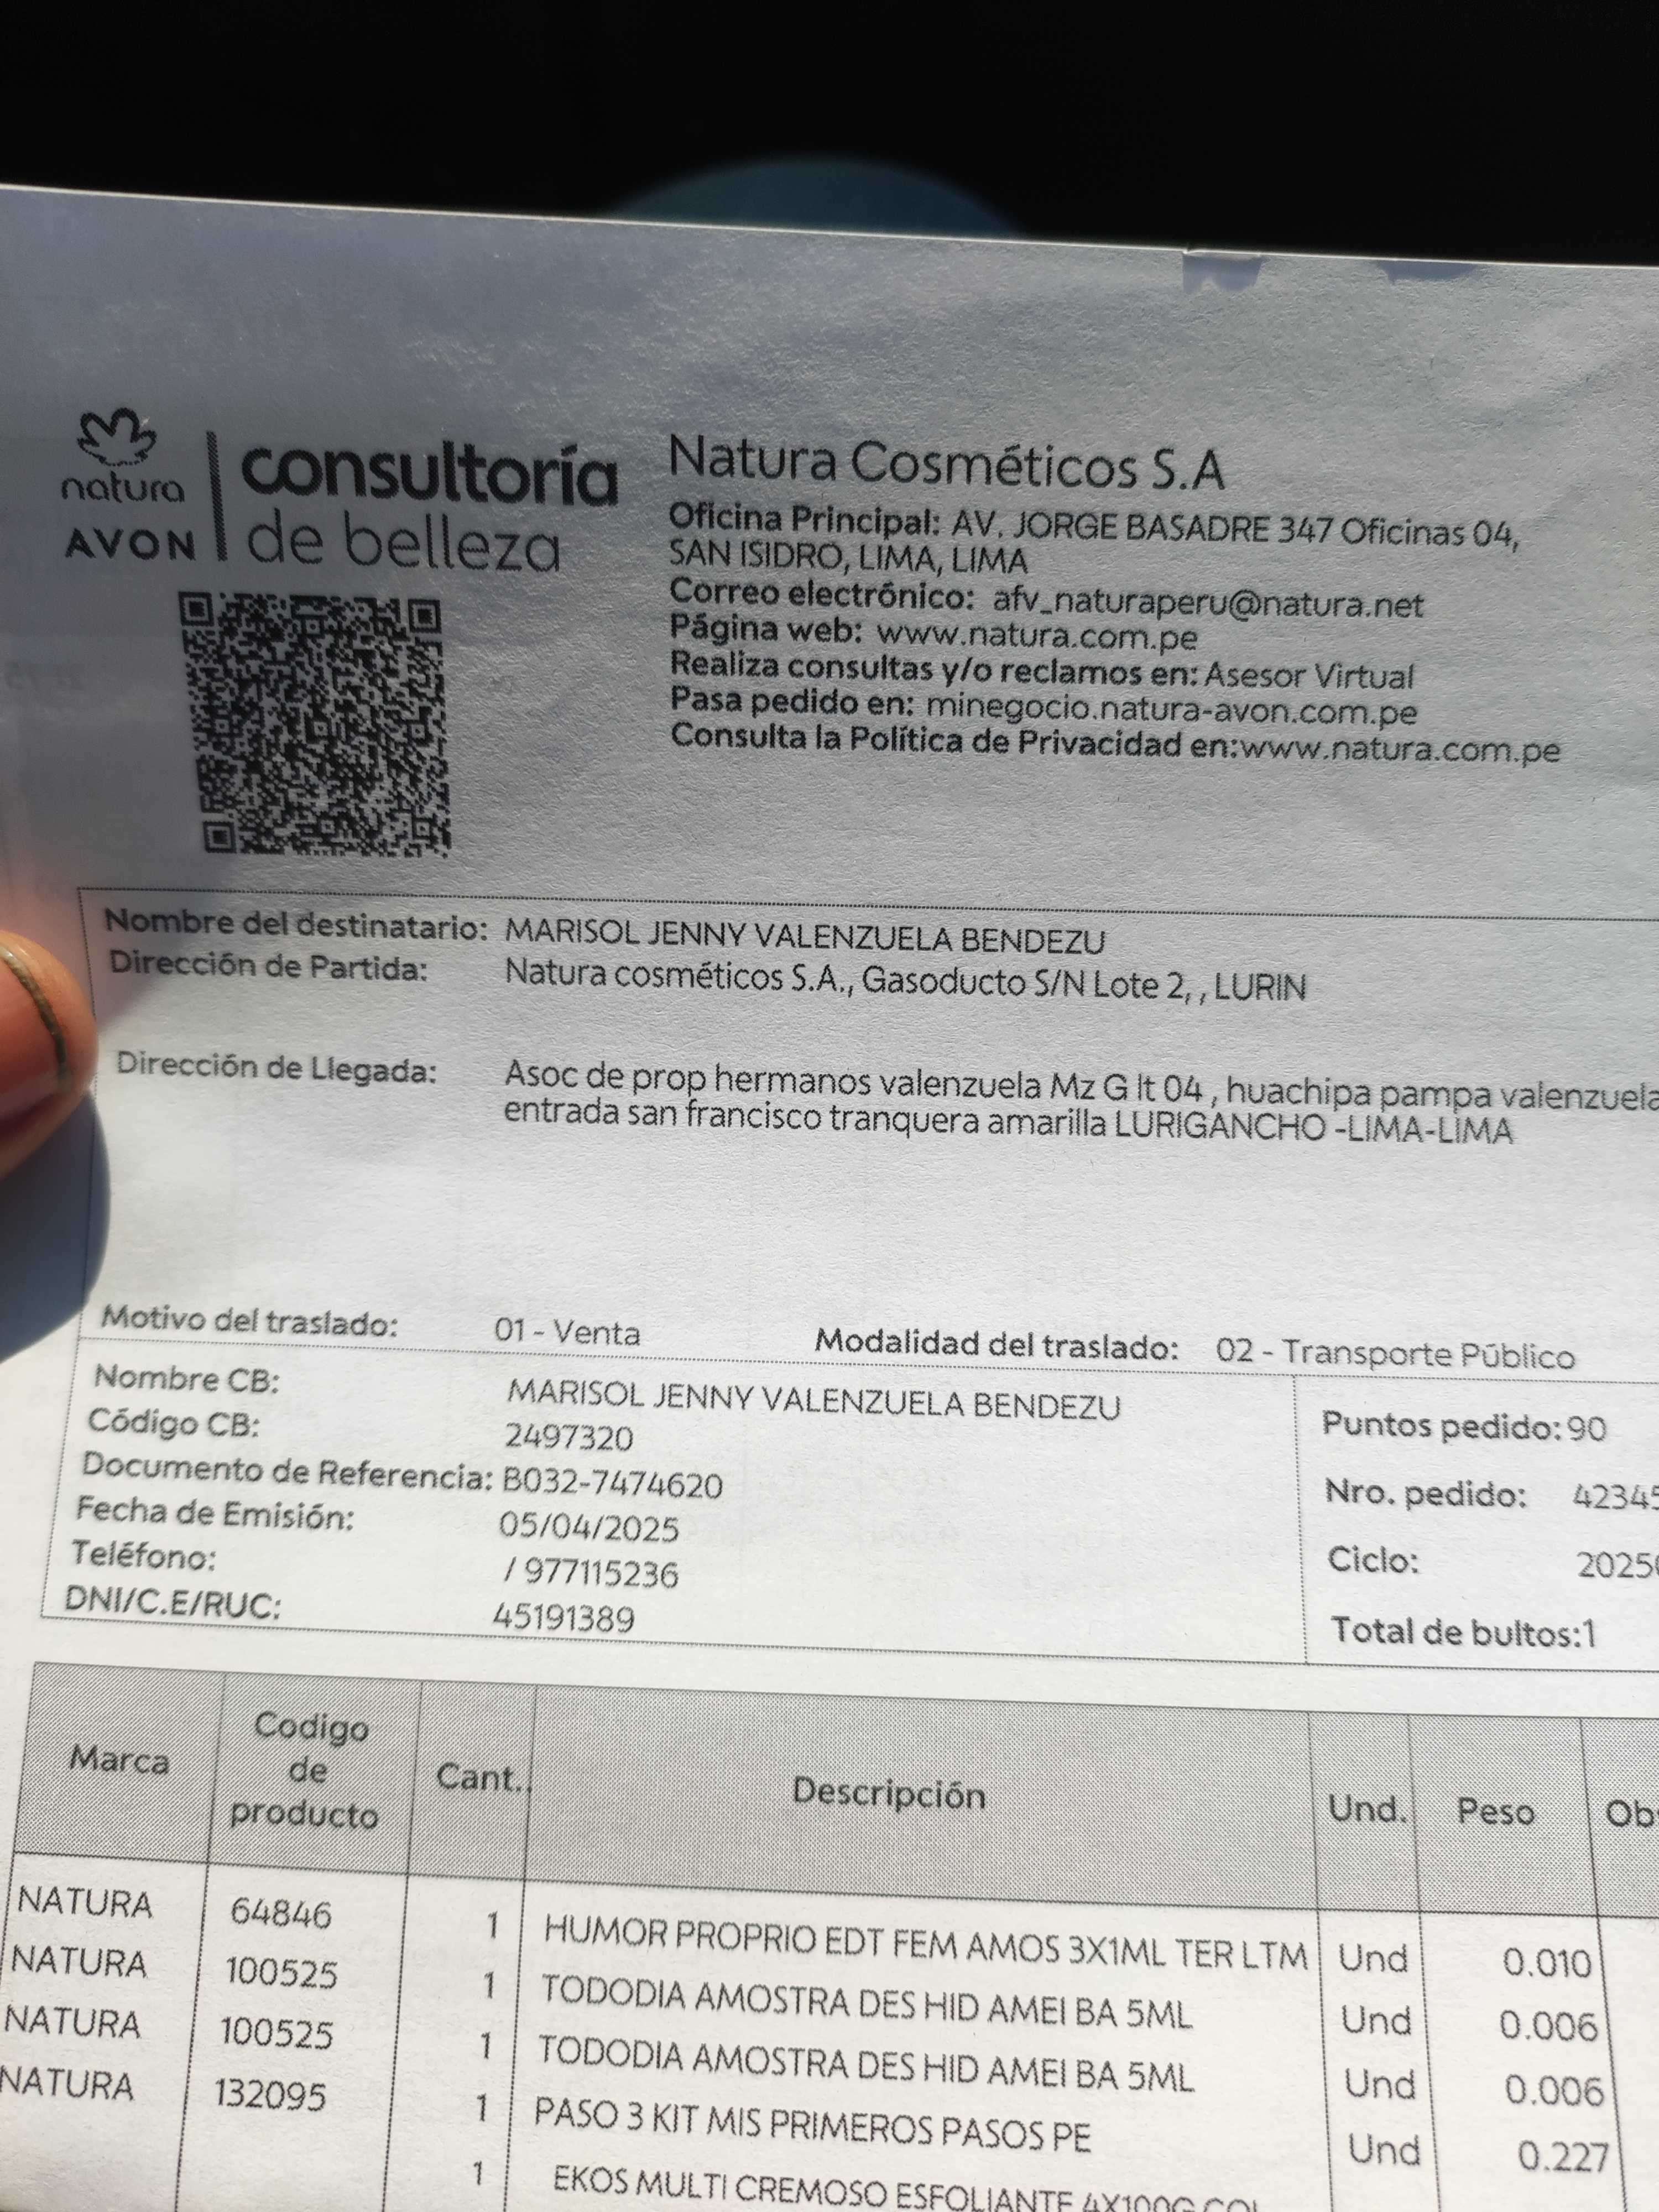 natura
AVON
consultoría
de belleza
Natura Cosméticos S.A
Oficina Principal: AV. JORGE BASADRE 347 Oficinas 04,
SAN ISIDRO, LIMA, LIMA
Correo electrónico: afv_naturaperu@natura.net
Página web: www.natura.com.pe
Realiza consultas y/o reclamos en: Asesor Virtual
Pasa pedido en: minegocio.natura-avon.com.pe
Consulta la Política de Privacidad en:www.natura.com.pe
Nombre del destinatario: MARISOL JENNY VALENZUELA BENDEZU
Dirección de Partida: Natura cosméticos S.A., Gasoducto S/N Lote 2, , LURIN
Dirección de Llegada: Asoc de prop hermanos valenzuela Mz G lt 04 , huachipa pampa valenzuela
entrada san francisco tranquera amarilla LURIGANCHO -LIMA-LIMA
Motivo del traslado: 01 - Venta Modalidad del traslado: 02 - Transporte Público
Nombre CB: MARISOL JENNY VALENZUELA BENDEZU
Código CB: 2497320
Documento de Referencia: B032-7474620
Fecha de Emisión: 05/04/2025
Teléfono: / 977115236
DNI/C.E/RUC: 45191389
Puntos pedido: 90
Nro. pedido: 42345
Ciclo: 2025
Total de bultos:1
Marca Codigo de producto Cant. Descripción Und. Peso Obs
NATURA 64846 1 HUMOR PROPRIO EDT FEM AMOS 3X1ML TER LTM Und 0.010
NATURA 100525 1 TODODIA AMOSTRA DES HID AMEI BA 5ML Und 0.006
NATURA 100525 1 TODODIA AMOSTRA DES HID AMEI BA 5ML Und 0.006
NATURA 132095 1 PASO 3 KIT MIS PRIMEROS PASOS PE Und 0.227
1 EKOS MULTI CREMOSO ESFOLIANTE 4X100G COL